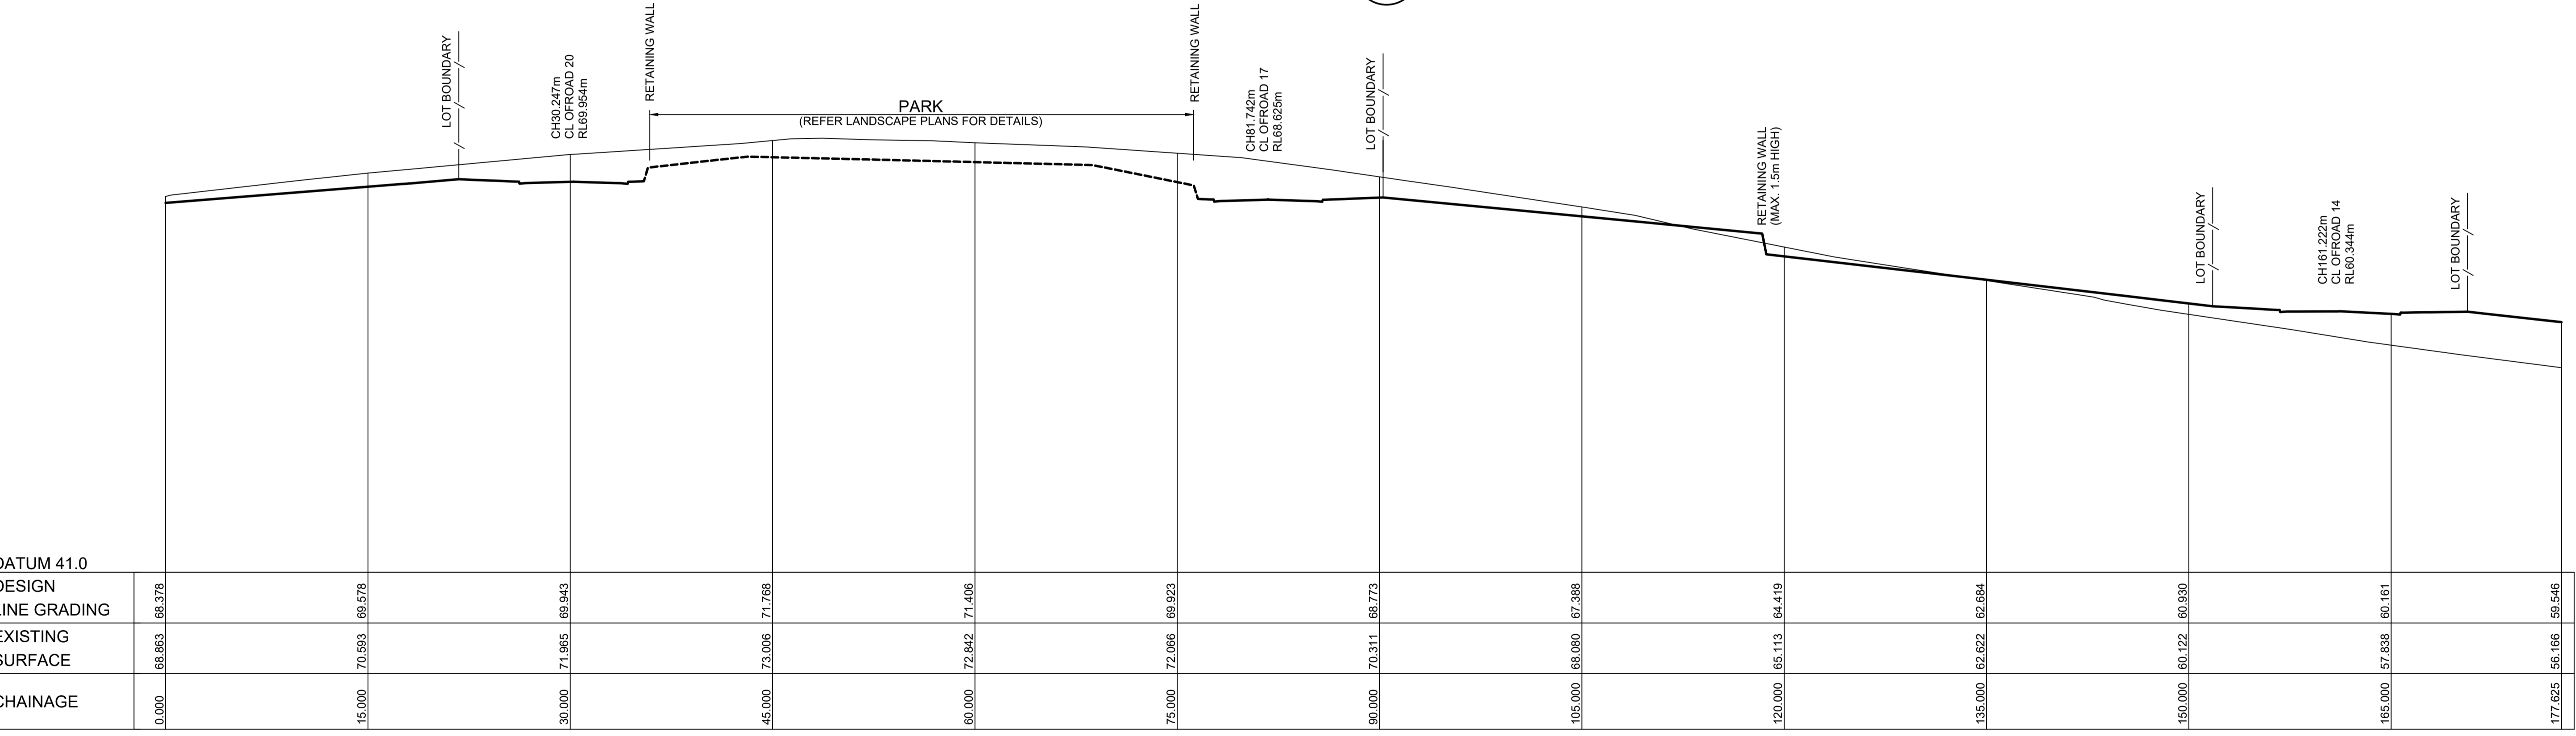 LOT BOUNDARY
CH30.247m
CL OFROAD 20
RL69.954m
RETAINING WALL
PARK
(REFER LANDSCAPE PLANS FOR DETAILS)
RETAINING WALL
CH81.742m
CL OFROAD 17
RL68.625m
LOT BOUNDARY
RETAINING WALL
(MAX. 1.5m HIGH)
LOT BOUNDARY
CH161.222m
CL OFROAD 14
RL60.344m
LOT BOUNDARY
DATUM 41.0
DESIGN
LINE GRADING
68.378 69.578 69.943 71.768 71.406 69.923 68.773 67.388 64.419 62.684 60.930 60.161 59.546
EXISTING
SURFACE
68.863 70.593 71.965 73.006 72.842 72.066 70.311 68.080 65.113 62.622 60.122 57.838 56.166
CHAINAGE
0.000 15.000 30.000 45.000 60.000 75.000 90.000 105.000 120.000 135.000 150.000 165.000 177.625